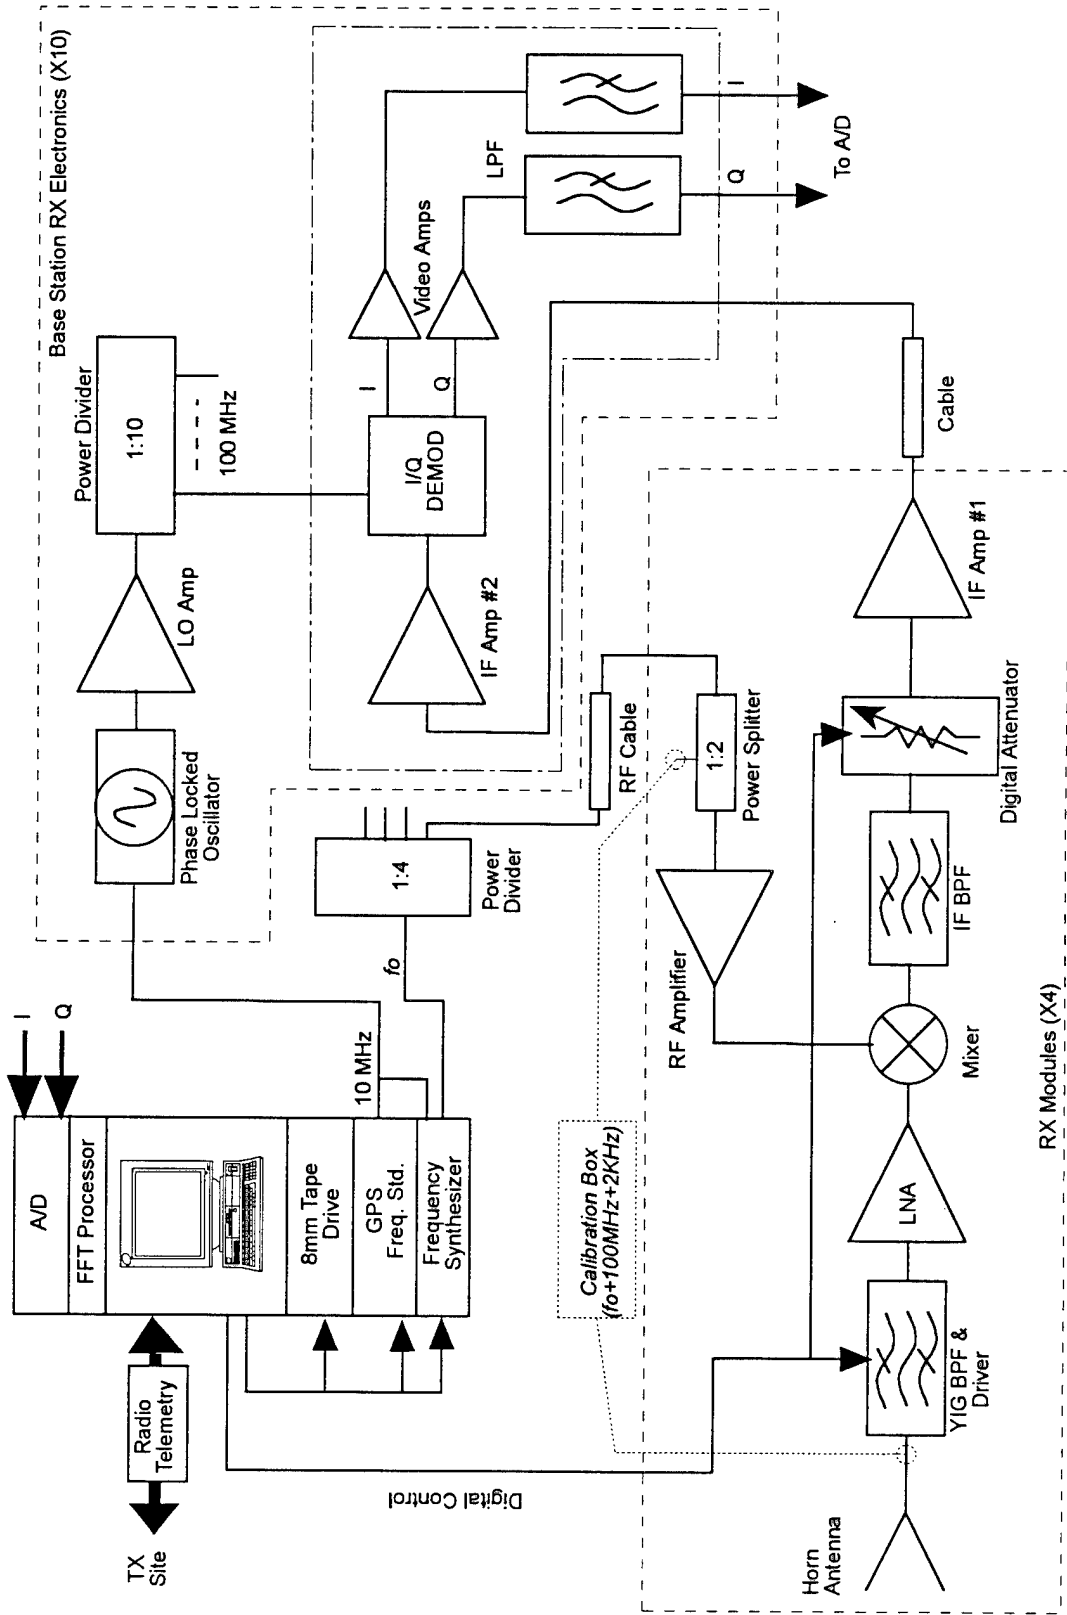 Base Station RX Electronics (X10)
Power Divider
1:10
100 MHz
LO Amp
Phase Locked
Oscillator
I/Q
DEMOD
I
Q
Video Amps
LPF
I
Q
To A/D
IF Amp #2
I
Q
A/D
FFT Processor
8mm Tape
Drive
GPS
Freq. Std.
Frequency
Synthesizer
10 MHz
fo
1:4
Power
Divider
RF Cable
1:2
Power Splitter
RF Amplifier
Radio
Telemetry
TX
Site
Digital Control
Calibration Box
(fo+100MHz+2KHz)
Horn
Antenna
YIG BPF &
Driver
LNA
Mixer
IF BPF
Digital Attenuator
IF Amp #1
Cable
RX Modules (X4)